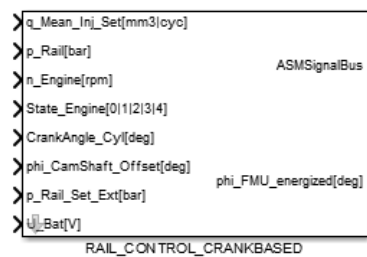 q_Mean_Inj_Set[mm3|cyc]
p_Rail[bar]
ASMSignalBus
n_Engine[rpm]
State_Engine[0|1|2|3|4]
CrankAngle_Cyl[deg]
phi_CamShaft_Offset[deg]
phi_FMU_energized[deg]
p_Rail_Set_Ext[bar]
U_Bat[V]
RAIL_CONTROL_CRANKBASED